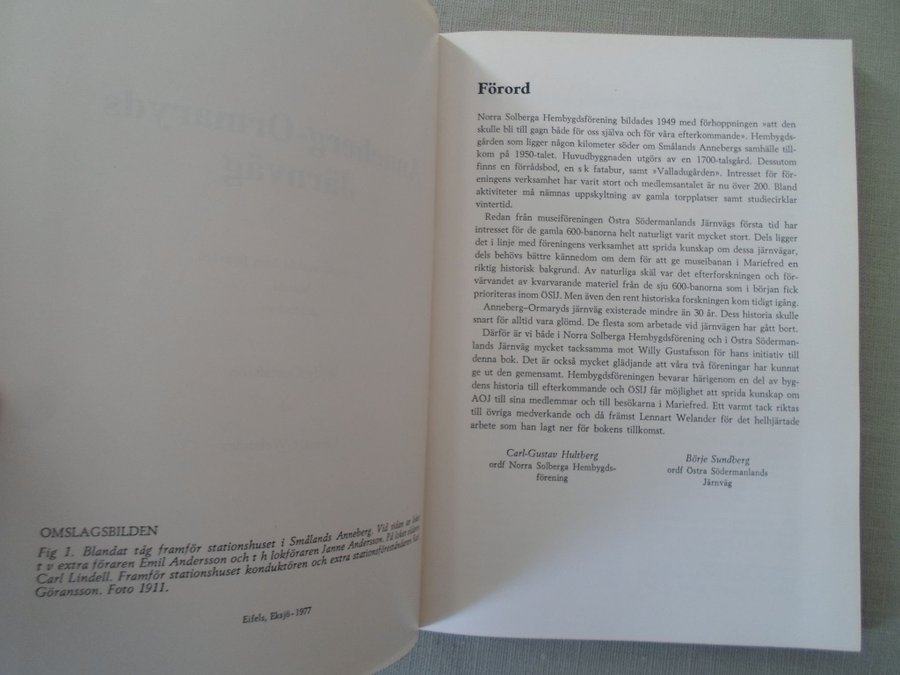 OMSLAGSBILDEN
Fig 1. Blandat tåg framför stationshuset i Smålands Anneberg. Vid sidan av loket
t v extra föraren Emil Andersson och t h lokföraren Janne Andersson. På loket eldaren
Carl Lindell. Framför stationshuset konduktören och extra stationsföreståndaren
Göransson. Foto 1911.
Eifels, Eksjö - 1977
Förord
Norra Solberga Hembygdsförening bildades 1949 med förhoppningen »att den
skulle bli till gagn både för oss själva och för våra efterkommande». Hembygds-
gården som ligger någon kilometer söder om Smålands Annebergs samhälle till-
kom på 1950-talet. Huvudbyggnaden utgörs av en 1700-talsgård. Dessutom
finns en förrådsbod, en s k fatabur, samt »Valladugården». Intresset för för-
eningens verksamhet har varit stort och medlemsantalet är nu över 200. Bland
aktiviteter må nämnas uppskyltning av gamla torpplatser samt studiecirklar
vintertid.
Redan från museiföreningen Östra Södermanlands Järnvägs första tid har
intresset för de gamla 600-banorna helt naturligt varit mycket stort. Dels ligger
det i linje med föreningens verksamhet att sprida kunskap om dessa järnvägar,
dels behövs bättre kännedom om dem för att ge museibanan i Mariefred en
riktig historisk bakgrund. Av naturliga skäl var det efterforskningen och för-
värvandet av kvarvarande materiel från de sju 600-banorna som i början fick
prioriteras inom ÖSlJ. Men även den rent historiska forskningen kom tidigt igång.
Anneberg–Ormaryds järnväg existerade mindre än 30 år. Dess historia skulle
snart för alltid vara glömd. De flesta som arbetade vid järnvägen har gått bort.
Därför är vi både i Norra Solberga Hembygdsförening och i Östra Söderman-
lands Järnväg mycket tacksamma mot Willy Gustafsson för hans initiativ till
denna bok. Det är också mycket glädjande att våra två föreningar har kunnat
ge ut den gemensamt. Hembygdsföreningen bevarar härigenom en del av byg-
dens historia till efterkommande och ÖSlJ får möjlighet att sprida kunskap om
AOJ till sina medlemmar och till besökarna i Mariefred. Ett varmt tack riktas
till övriga medverkande och då främst Lennart Welander för det helhjärtade
arbete som han lagt ner för bokens tillkomst.
Carl-Gustav Hultberg
ordf Norra Solberga Hembygds-
förening
Börje Sundberg
ordf Östra Södermanlands
Järnväg